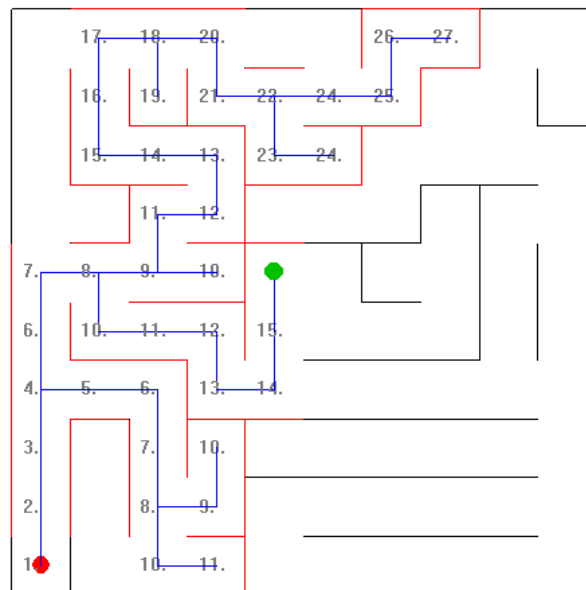 17. 18. 20. 26. 27.
16. 19. 21. 22. 24. 25.
15. 14. 13. 23. 24.
11. 12.
7. 8. 9. 10.
6. 10. 11. 12. 15.
4. 5. 6. 13. 14.
3. 7. 10.
2. 8. 9.
1 10. 11.